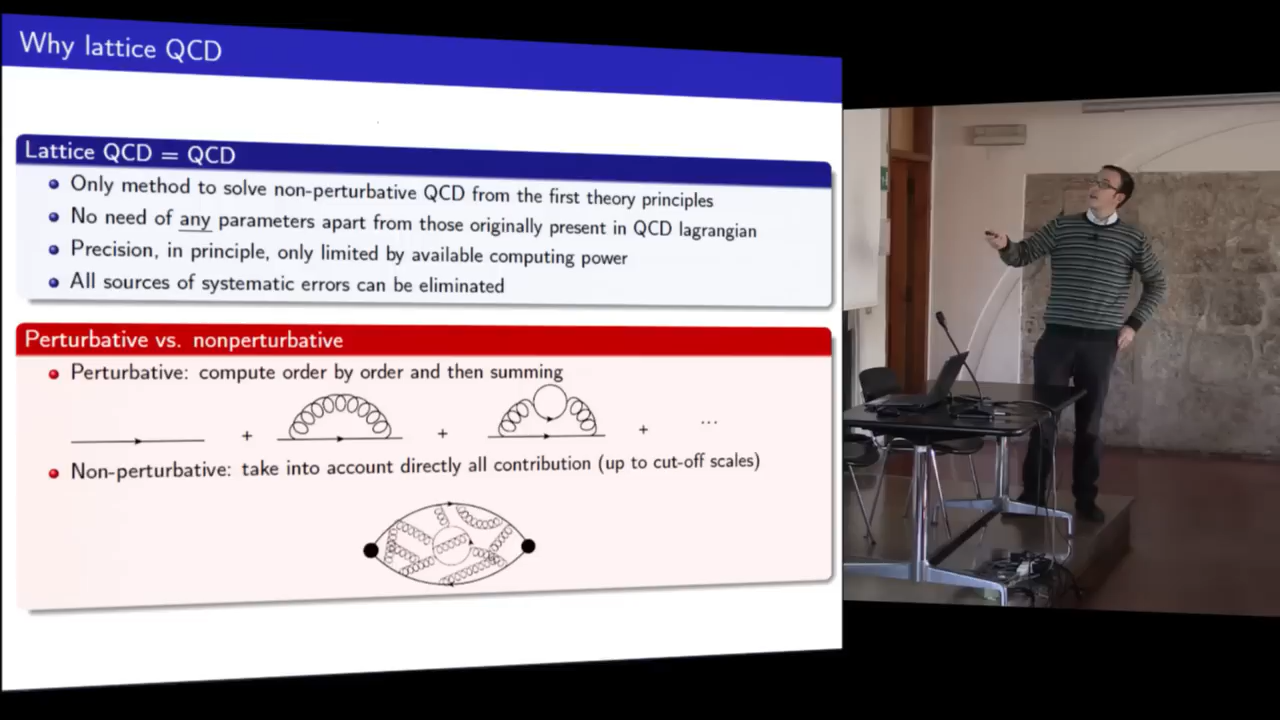 Why lattice QCD
Lattice QCD = QCD
Only method to solve non-perturbative QCD from the first theory principles
No need of any parameters apart from those originally present in QCD lagrangian
Precision, in principle, only limited by available computing power
All sources of systematic errors can be eliminated
Perturbative vs. nonperturbative
Perturbative: compute order by order and then summing
+ + + ...
Non-perturbative: take into account directly all contribution (up to cut-off scales)